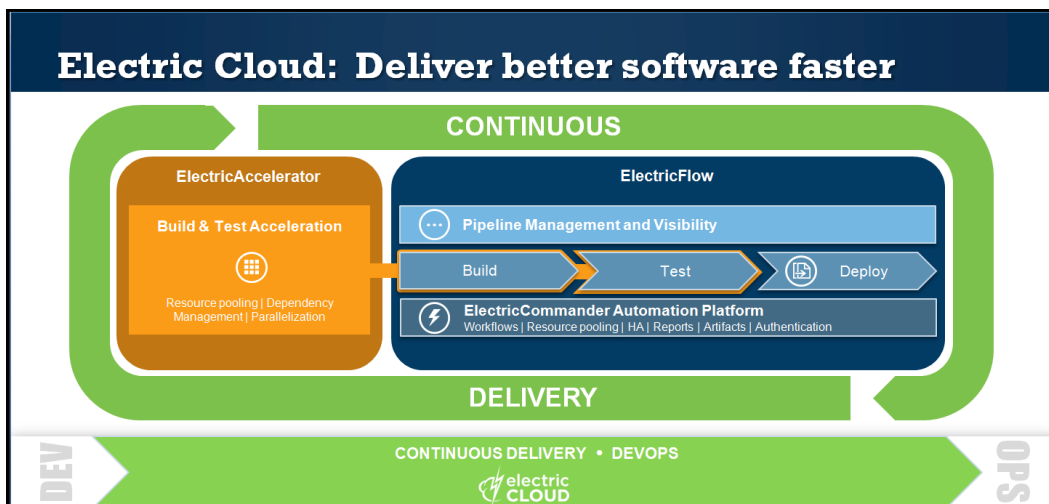 Electric Cloud: Deliver better software faster
CONTINUOUS
ElectricAccelerator
Build & Test Acceleration
Resource pooling | Dependency
Management | Parallelization
ElectricFlow
Pipeline Management and Visibility
Build
Test
Deploy
ElectricCommander Automation Platform
Workflows | Resource pooling | HA | Reports | Artifacts | Authentication
DELIVERY
DEV
CONTINUOUS DELIVERY • DEVOPS
electric
CLOUD
OPS